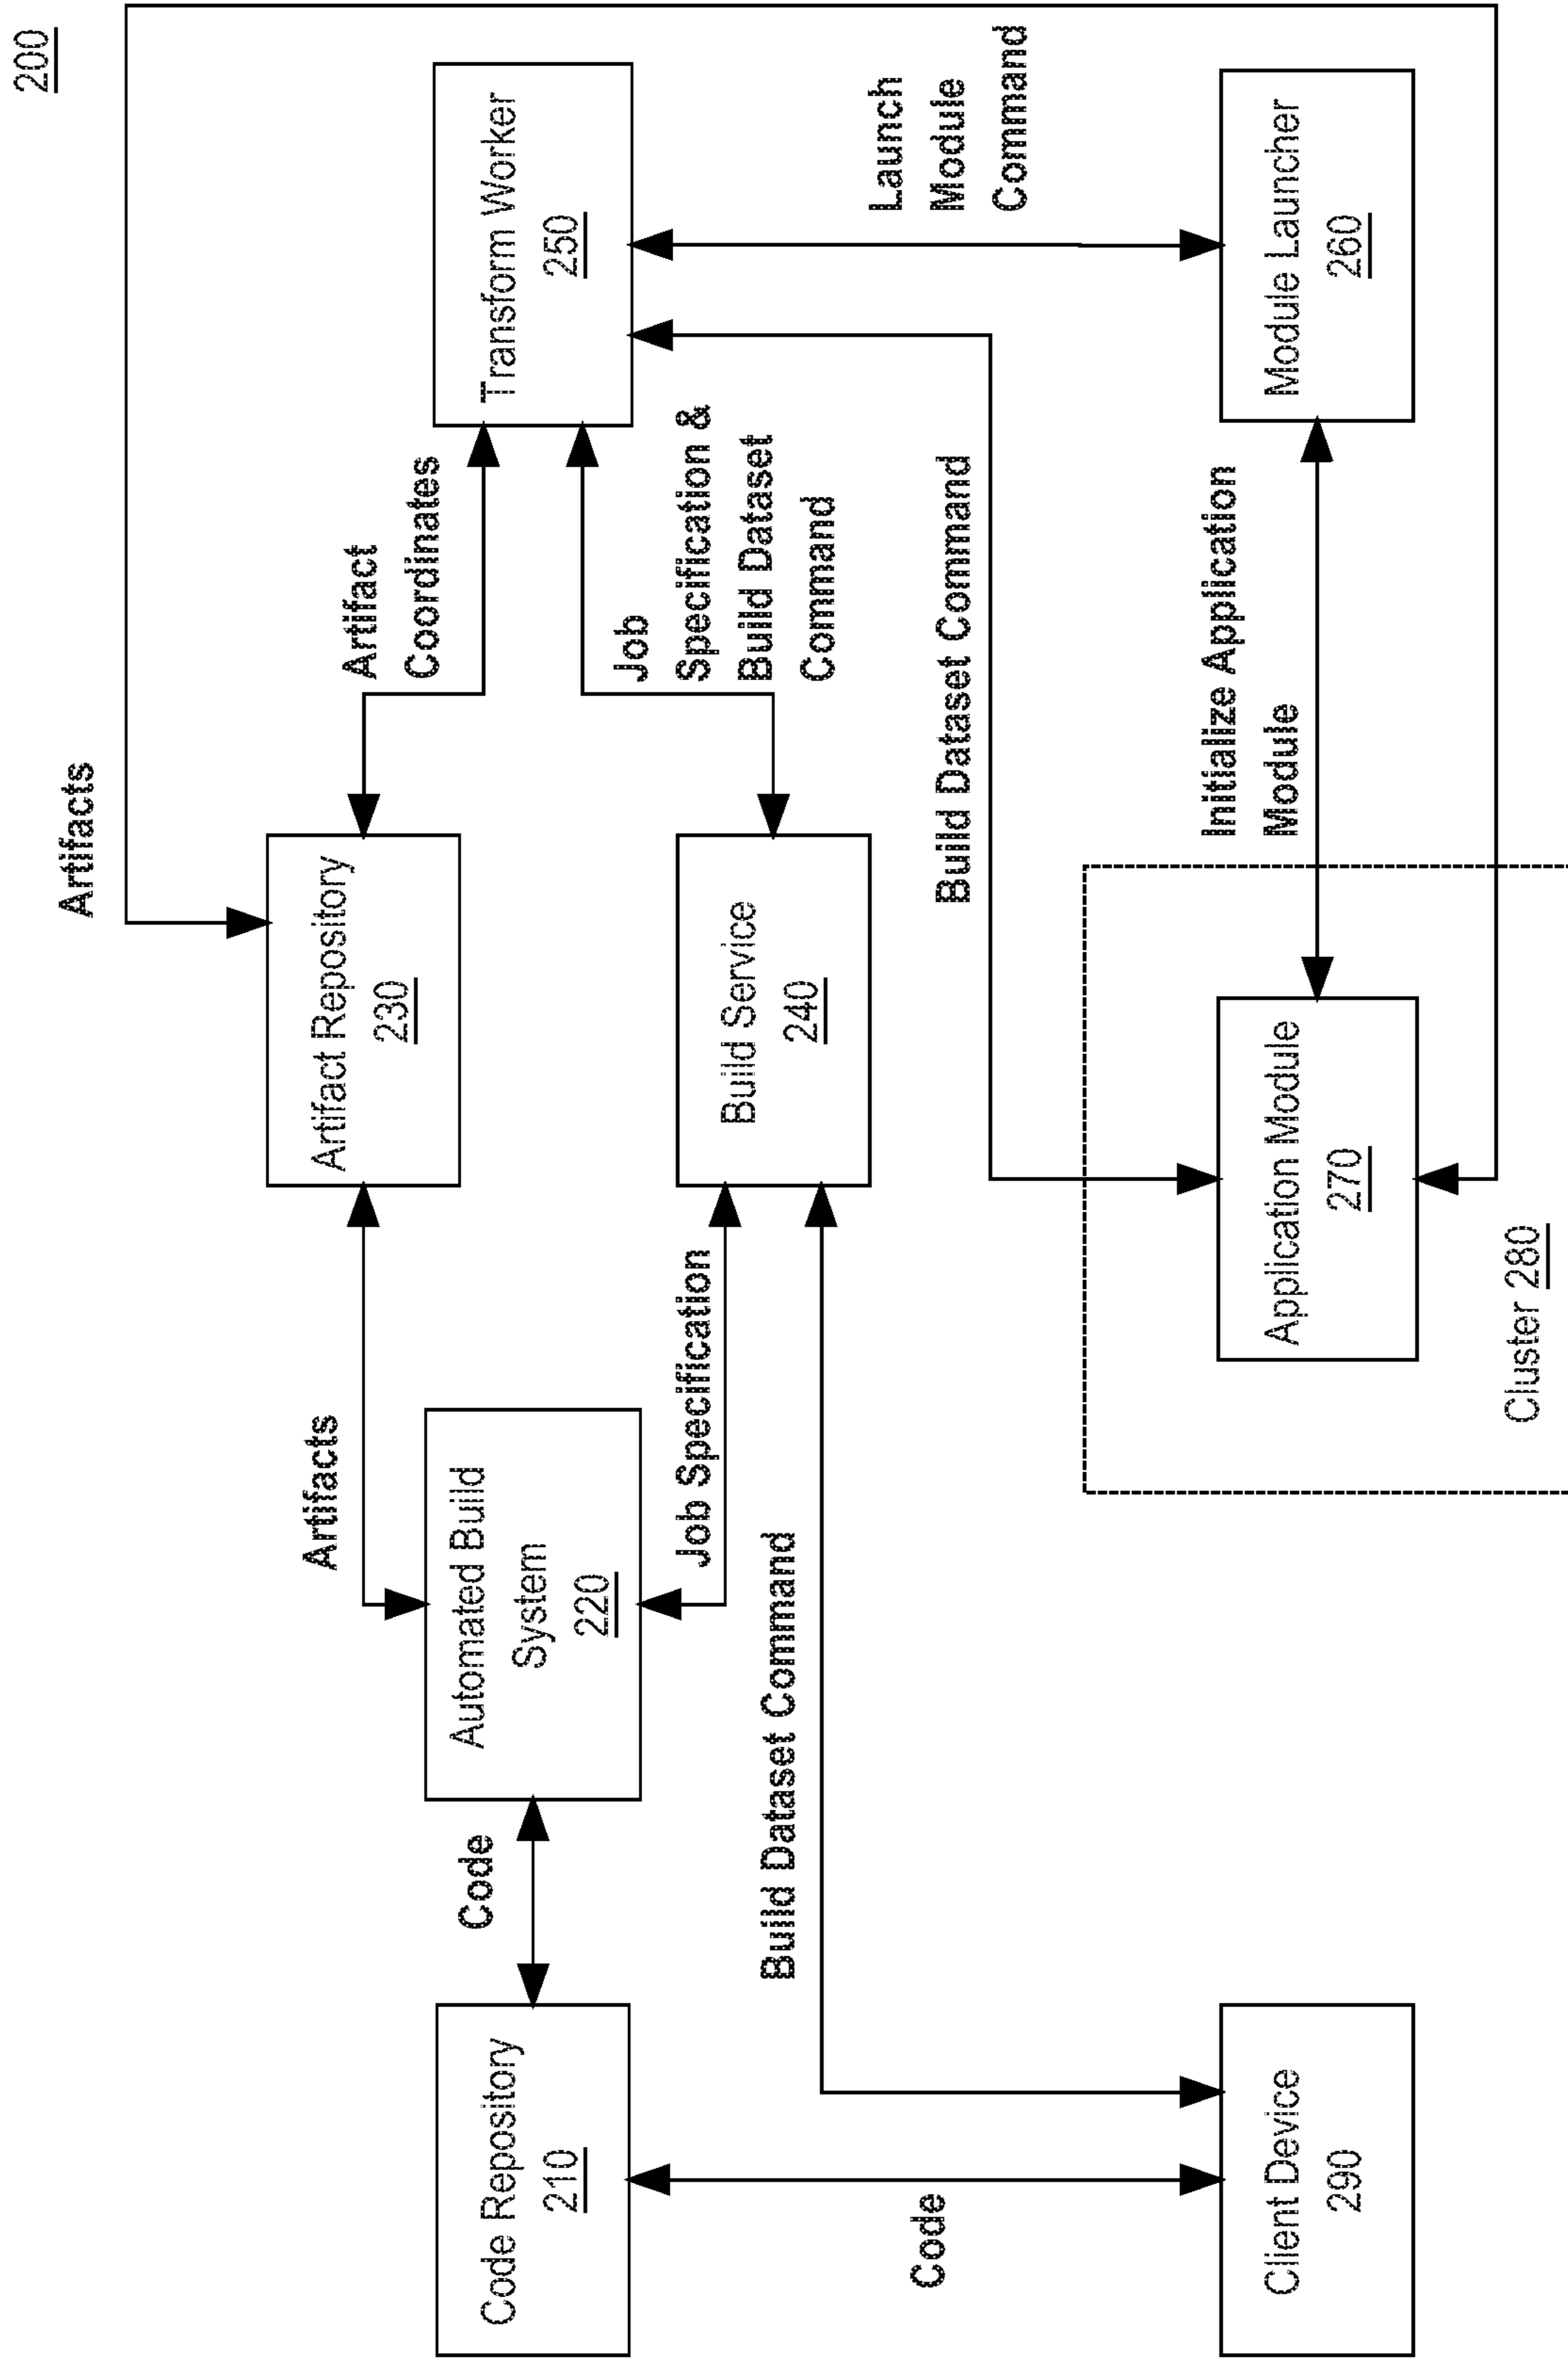 200
Artifacts
Artifact Repository
230
Artifact
Coordinates
Transform Worker
250
Artifacts
Automated Build
System
220
Code
Code Repository
210
Job Specification
Build Service
240
Job
Specification &
Build Dataset
Command
Build Dataset Command
Launch
Module
Command
Build Dataset Command
Code
Client Device
290
Application Module
270
Initialize Application
Module
Module Launcher
260
Cluster 280